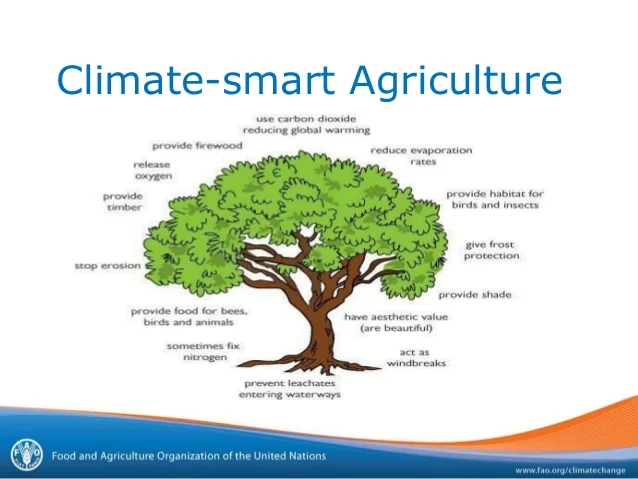 Climate-smart Agriculture
use carbon dioxide
reducing global warming
provide firewood
reduce evaporation
rates
release
oxygen
provide habitat for
birds and insects
provide
timber
give frost
protection
stop erosion
provide shade
provide food for bees,
birds and animals
have aesthetic value
(are beautiful)
sometimes fix
nitrogen
act as
windbreaks
prevent leachates
entering waterways
FAO
Food and Agriculture Organization of the United Nations
www.fao.org/climatechange